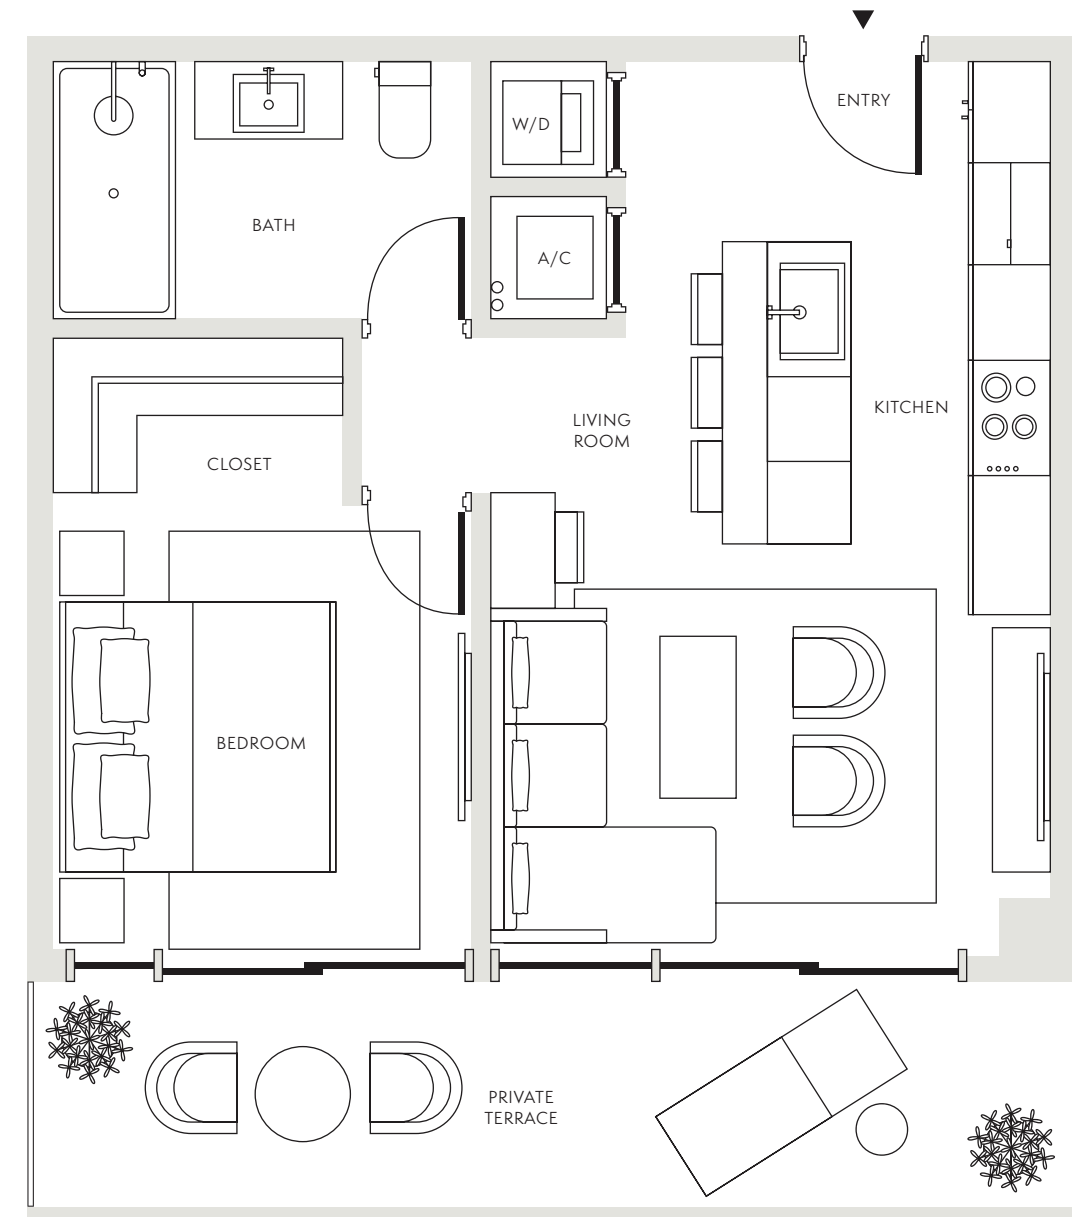 ENTRY
W/D
BATH
A/C
KITCHEN
LIVING
ROOM
CLOSET
BEDROOM
PRIVATE
TERRACE